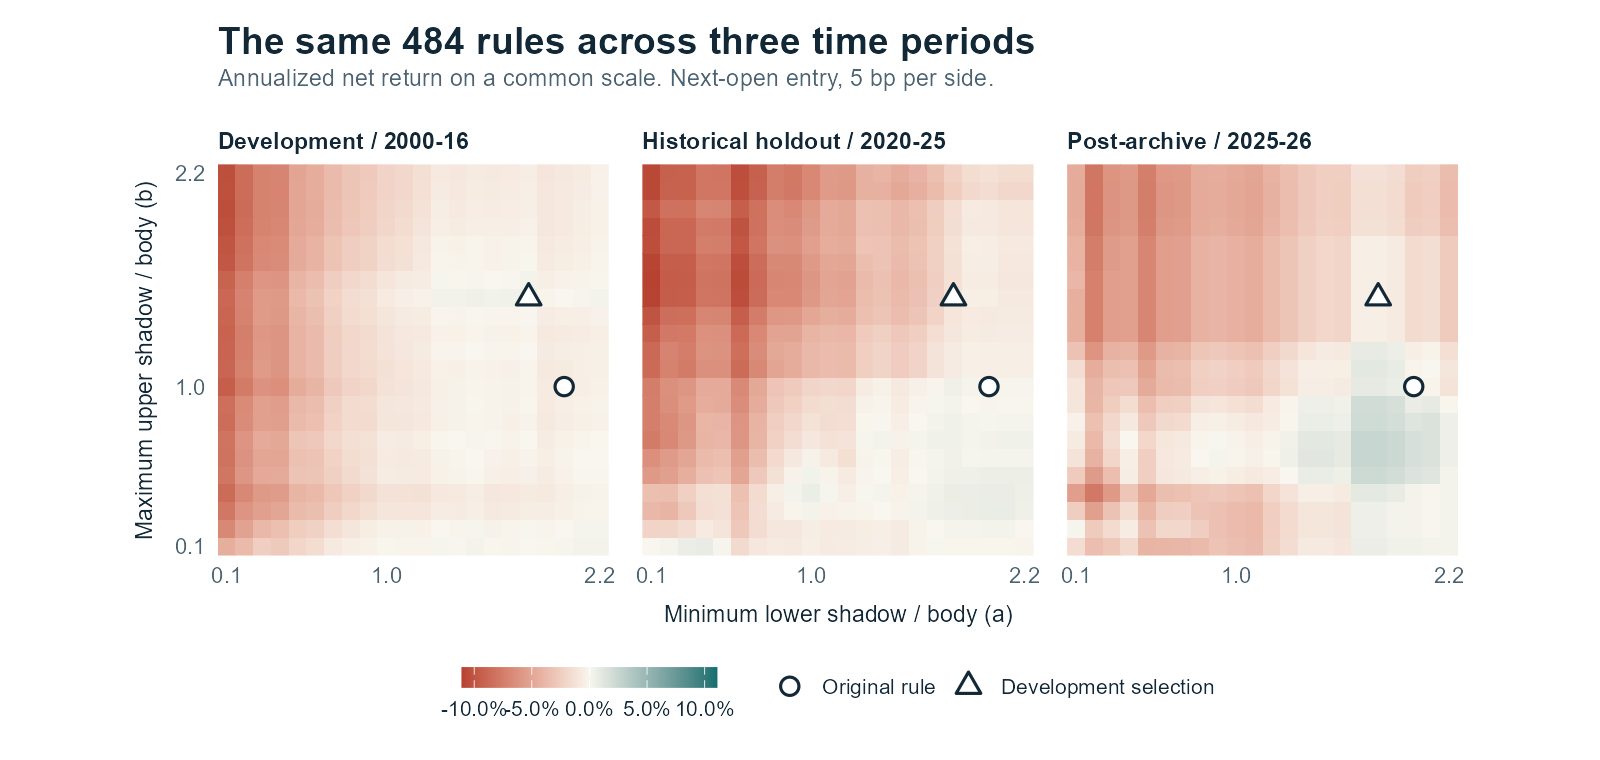 The same 484 rules across three time periods
Annualized net return on a common scale. Next-open entry, 5 bp per side.
Development / 2000-16
Historical holdout / 2020-25
Post-archive / 2025-26
Maximum upper shadow / body (b)
2.2
1.0
0.1
0.1 1.0 2.2
0.1 1.0 2.2
0.1 1.0 2.2
Minimum lower shadow / body (a)
-10.0% -5.0% 0.0% 5.0% 10.0%
Original rule
Development selection